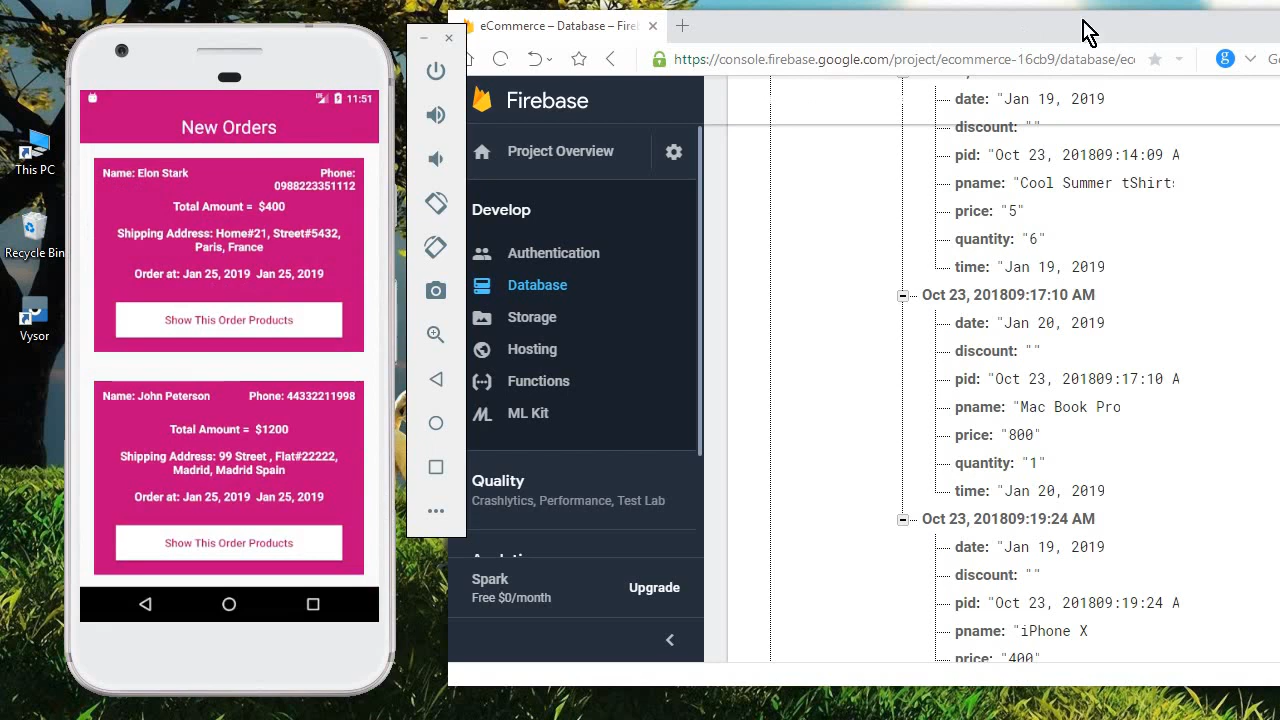 This PC
Recycle Bin
Vysor
11:51
New Orders
Name: Elon Stark
Phone:
0988223351112
Total Amount = $400
Shipping Address: Home#21, Street#5432,
Paris, France
Order at: Jan 25, 2019 Jan 25, 2019
Show This Order Products
Name: John Peterson
Phone: 44332211998
Total Amount = $1200
Shipping Address: 99 Street , Flat#22222,
Madrid, Madrid Spain
Order at: Jan 25, 2019 Jan 25, 2019
Show This Order Products
eCommerce – Database – Fire
https://console.firebase.google.com/project/ecommerce-16cb9/database/ec
g
Firebase
Project Overview
Develop
Authentication
Database
Storage
Hosting
Functions
ML Kit
Quality
Crashlytics, Performance, Test Lab
Spark
Free $0/month
Upgrade
date: "Jan 19, 2019
discount: ""
pid: "Oct 23, 201809:14:09 A
pname: "Cool Summer tShirt
price: "5"
quantity: "6"
time: "Jan 19, 2019
Oct 23, 201809:17:10 AM
date: "Jan 20, 2019
discount: ""
pid: "Oct 23, 201809:17:10 A
pname: "Mac Book Pro
price: "800"
quantity: "1"
time: "Jan 20, 2019
Oct 23, 201809:19:24 AM
date: "Jan 19, 2019
discount: ""
pid: "Oct 23, 201809:19:24 A
pname: "iPhone X
price: "400"